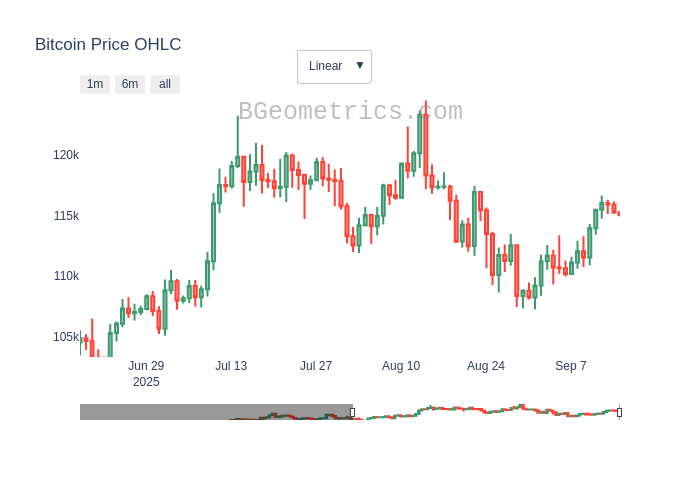 Bitcoin Price OHLC
Linear ▼
1m 6m all
BGeometrics.com
120k
115k
110k
105k
Jun 29 Jul 13 Jul 27 Aug 10 Aug 24 Sep 7
2025